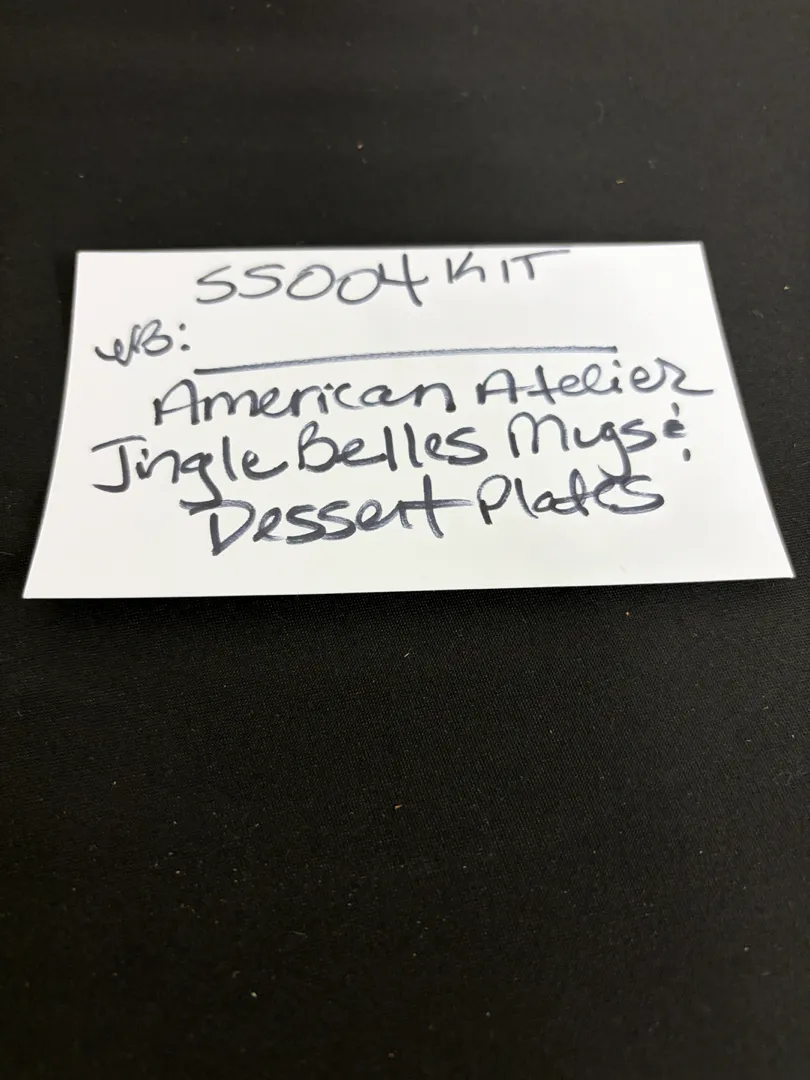 SS004 KIT
WB:
American Atelier
Jingle Belles Mugs &
Dessert Plates